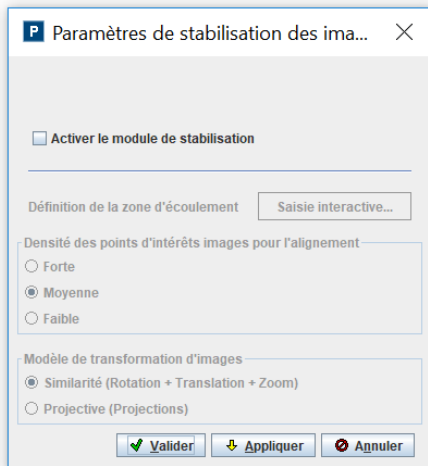 P Paramètres de stabilisation des ima...
Activer le module de stabilisation
Définition de la zone d'écoulement Saisie interactive...
Densité des points d'intérêts images pour l'alignement
Forte
Moyenne
Faible
Modèle de transformation d'images
Similarité (Rotation + Translation + Zoom)
Projective (Projections)
Valider Appliquer Annuler